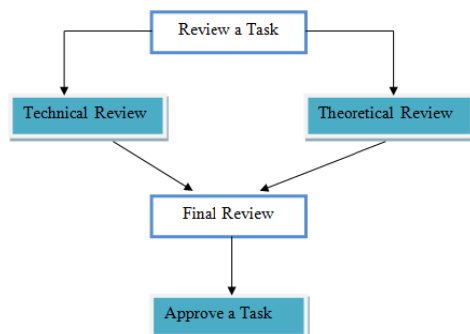 Review a Task
Technical Review
Theoretical Review
Final Review
Approve a Task